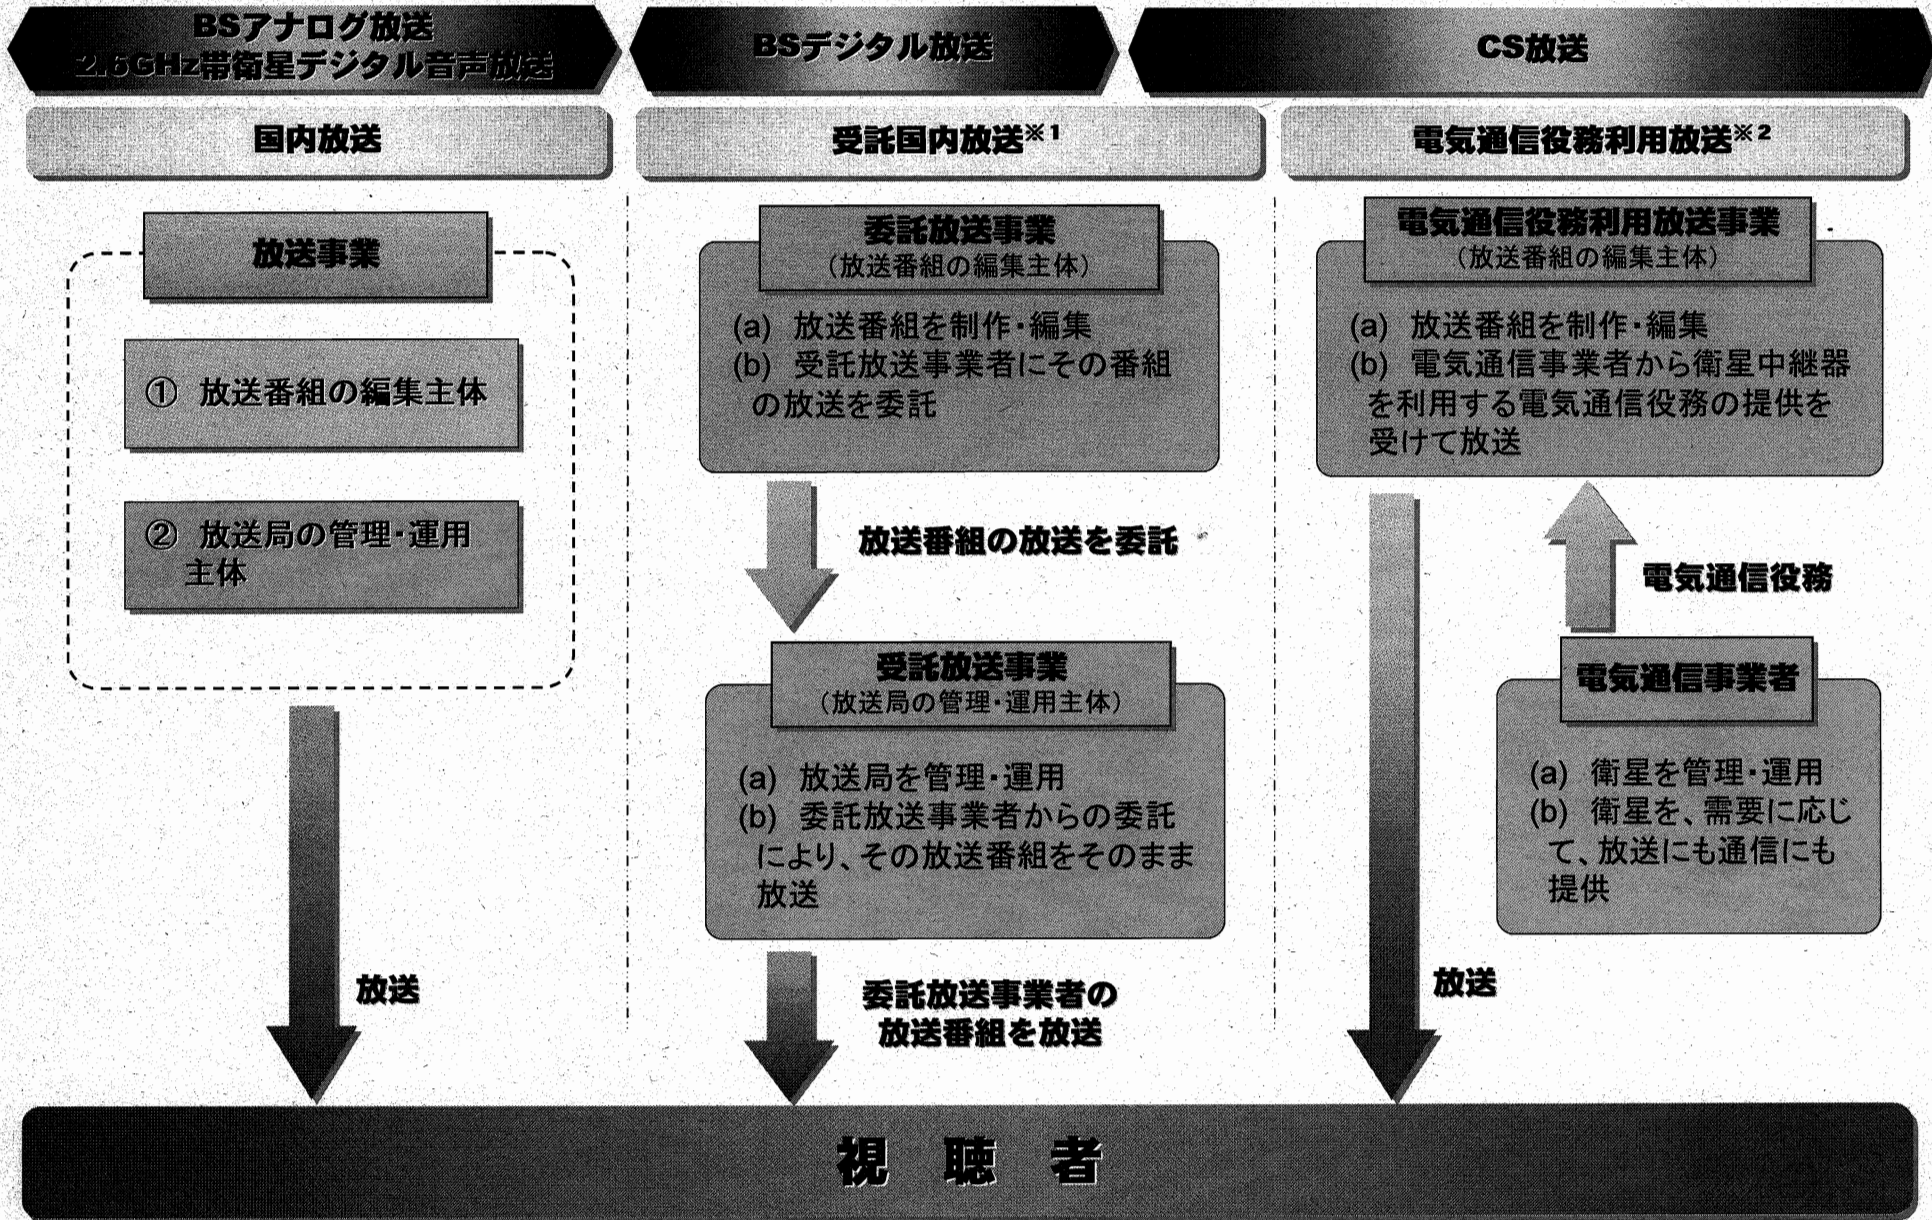 BSアナログ放送
2.6GHz帯衛星デジタル音声放送
BSデジタル放送
CS放送
国内放送
受託国内放送※1
電気通信役務利用放送※2
放送事業
① 放送番組の編集主体
② 放送局の管理・運用
主体
放送
委託放送事業
（放送番組の編集主体）
(a) 放送番組を制作・編集
(b) 受託放送事業者にその番組
の放送を委託
放送番組の放送を委託
受託放送事業
（放送局の管理・運用主体）
(a) 放送局を管理・運用
(b) 委託放送事業者からの委託
により、その放送番組をそのまま
放送
委託放送事業者の
放送番組を放送
電気通信役務利用放送事業
（放送番組の編集主体）
(a) 放送番組を制作・編集
(b) 電気通信事業者から衛星中継器
を利用する電気通信役務の提供を
受けて放送
電気通信役務
電気通信事業者
(a) 衛星を管理・運用
(b) 衛星を、需要に応じ
て、放送にも通信にも
提供
放送
視聴者